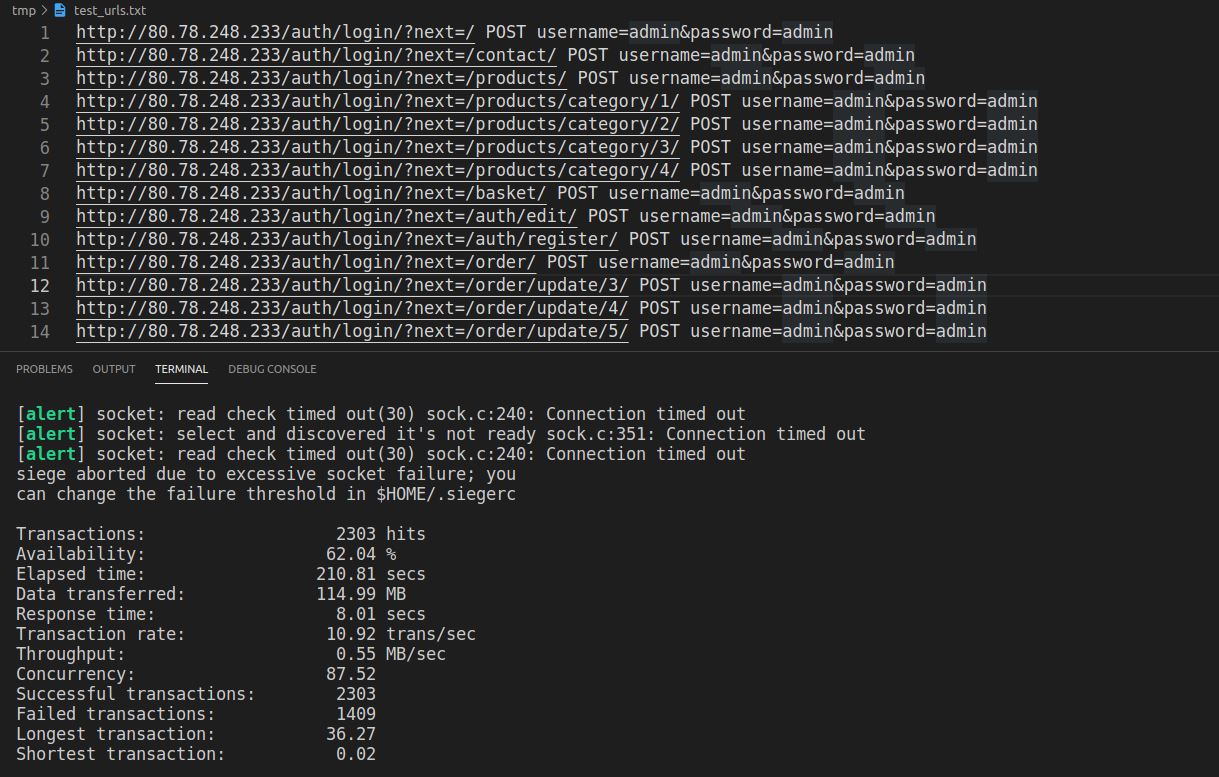 tmp > test_urls.txt
1 http://80.78.248.233/auth/login/?next=/ POST username=admin&password=admin
2 http://80.78.248.233/auth/login/?next=/contact/ POST username=admin&password=admin
3 http://80.78.248.233/auth/login/?next=/products/ POST username=admin&password=admin
4 http://80.78.248.233/auth/login/?next=/products/category/1/ POST username=admin&password=admin
5 http://80.78.248.233/auth/login/?next=/products/category/2/ POST username=admin&password=admin
6 http://80.78.248.233/auth/login/?next=/products/category/3/ POST username=admin&password=admin
7 http://80.78.248.233/auth/login/?next=/products/category/4/ POST username=admin&password=admin
8 http://80.78.248.233/auth/login/?next=/basket/ POST username=admin&password=admin
9 http://80.78.248.233/auth/login/?next=/auth/edit/ POST username=admin&password=admin
10 http://80.78.248.233/auth/login/?next=/auth/register/ POST username=admin&password=admin
11 http://80.78.248.233/auth/login/?next=/order/ POST username=admin&password=admin
12 http://80.78.248.233/auth/login/?next=/order/update/3/ POST username=admin&password=admin
13 http://80.78.248.233/auth/login/?next=/order/update/4/ POST username=admin&password=admin
14 http://80.78.248.233/auth/login/?next=/order/update/5/ POST username=admin&password=admin
PROBLEMS OUTPUT TERMINAL DEBUG CONSOLE
[alert] socket: read check timed out(30) sock.c:240: Connection timed out
[alert] socket: select and discovered it's not ready sock.c:351: Connection timed out
[alert] socket: read check timed out(30) sock.c:240: Connection timed out
siege aborted due to excessive socket failure; you
can change the failure threshold in $HOME/.siegerc
Transactions: 2303 hits
Availability: 62.04 %
Elapsed time: 210.81 secs
Data transferred: 114.99 MB
Response time: 8.01 secs
Transaction rate: 10.92 trans/sec
Throughput: 0.55 MB/sec
Concurrency: 87.52
Successful transactions: 2303
Failed transactions: 1409
Longest transaction: 36.27
Shortest transaction: 0.02